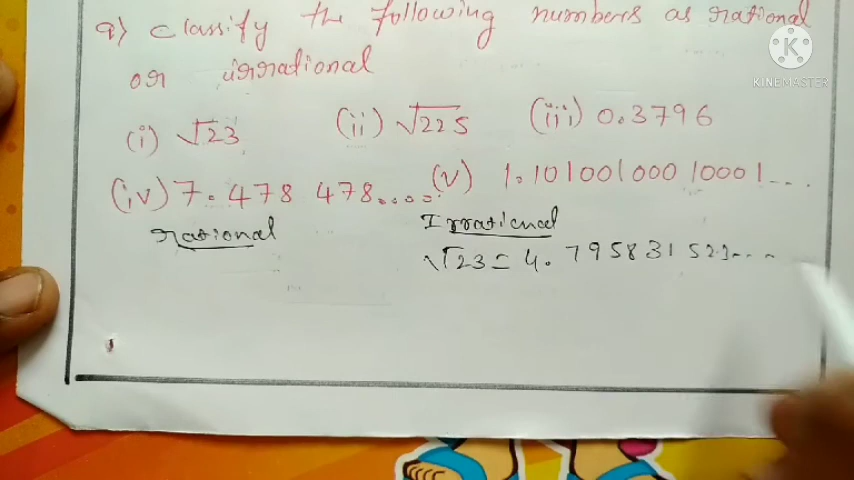 9) classify the following numbers as rational
or irrational
(i) √23 (ii) √225 (iii) 0.3796
(iv) 7.478 478..... (v) 1.101001000 10001...
rational Irrational
√23 = 4.795831523....
K
KINEMASTER